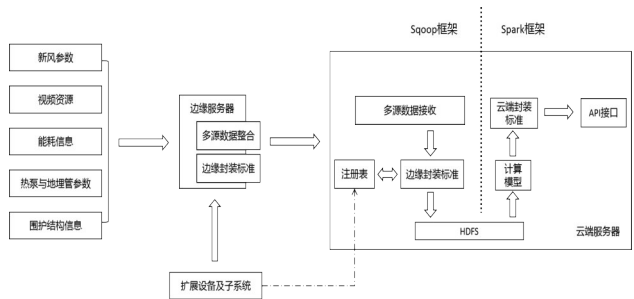 Sqoop框架
Spark框架
新风参数
视频资源
能耗信息
热泵与地埋管参数
围护结构信息
边缘服务器
多源数据整合
边缘封装标准
扩展设备及子系统
多源数据接收
注册表
边缘封装标准
HDFS
云端封装
标准
API接口
计算
模型
云端服务器